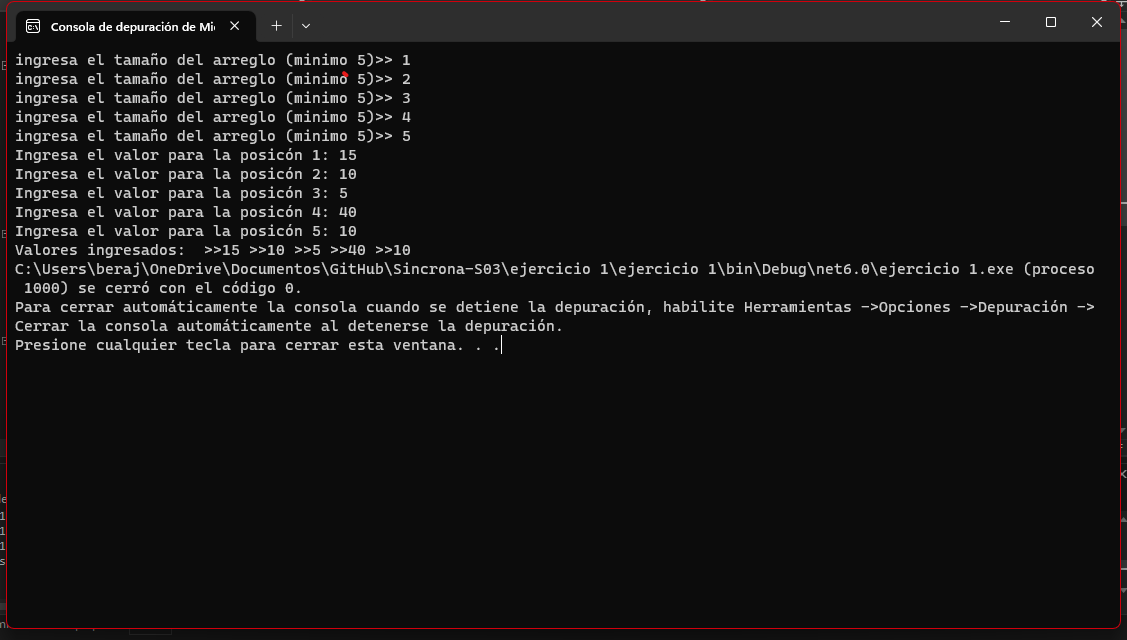 Consola de depuración de Mi
ingresa el tamaño del arreglo (minimo 5)>> 1
ingresa el tamaño del arreglo (minimo 5)>> 2
ingresa el tamaño del arreglo (minimo 5)>> 3
ingresa el tamaño del arreglo (minimo 5)>> 4
ingresa el tamaño del arreglo (minimo 5)>> 5
Ingresa el valor para la posicón 1: 15
Ingresa el valor para la posicón 2: 10
Ingresa el valor para la posicón 3: 5
Ingresa el valor para la posicón 4: 40
Ingresa el valor para la posicón 5: 10
Valores ingresados:  >>15 >>10 >>5 >>40 >>10
C:\Users\beraj\OneDrive\Documentos\GitHub\Sincrona-S03\ejercicio 1\ejercicio 1\bin\Debug\net6.0\ejercicio 1.exe (proceso
1000) se cerró con el código 0.
Para cerrar automáticamente la consola cuando se detiene la depuración, habilite Herramientas ->Opciones ->Depuración ->
Cerrar la consola automáticamente al detenerse la depuración.
Presione cualquier tecla para cerrar esta ventana. . .